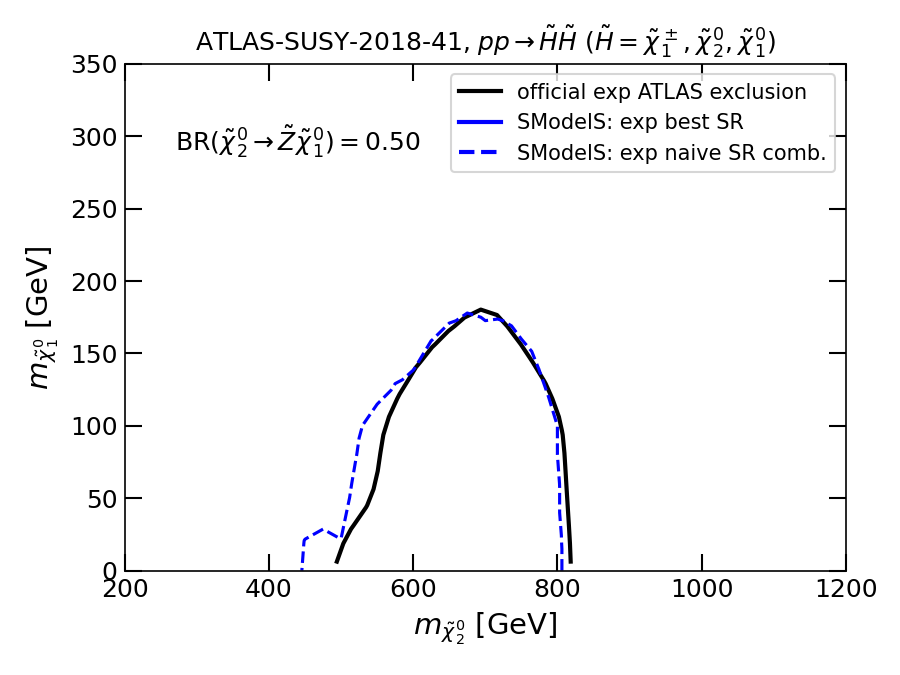 ATLAS-SUSY-2018-41, pp → H̃H̃ (H̃ = χ̃₁^±, χ̃₂⁰, χ̃₁⁰)
350
official exp ATLAS exclusion
SModelS: exp best SR
SModelS: exp naive SR comb.
BR(χ̃₂⁰ → Z̃χ̃₁⁰) = 0.50
300
250
200
150
100
50
0
m_χ̃₁⁰ [GeV]
200 400 600 800 1000 1200
m_χ̃₂⁰ [GeV]